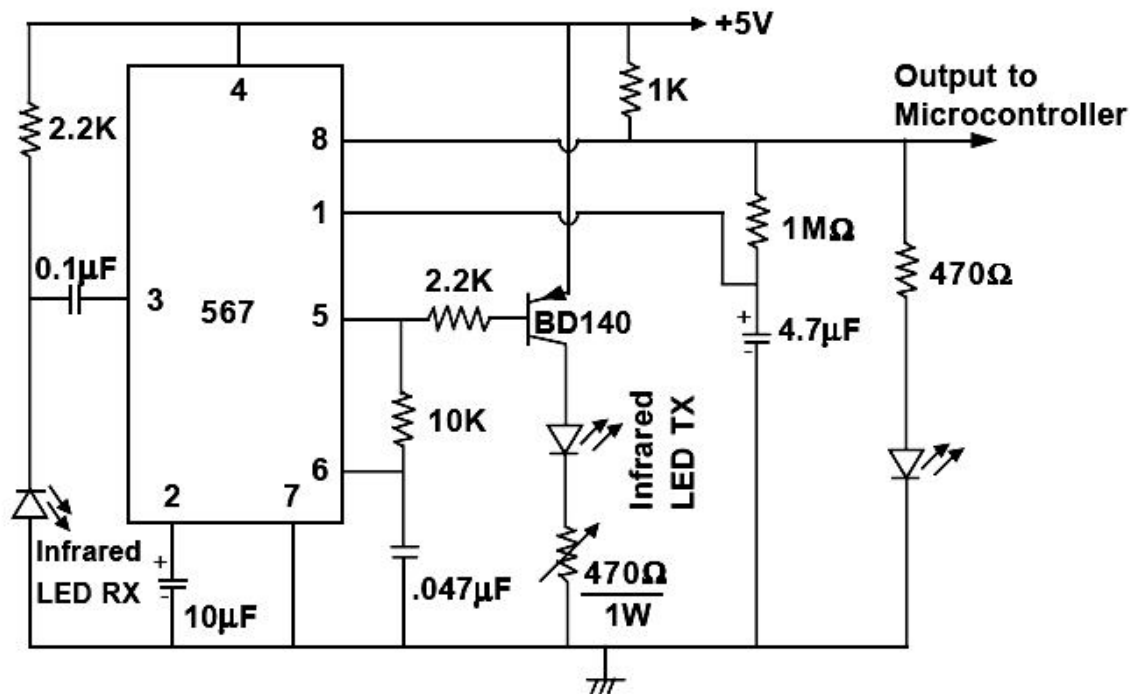 +5V
4
1K
Output to
Microcontroller
2.2K
8
1
1MΩ
0.1μF
470Ω
3
567
5
2.2K
BD140
+
4.7μF
-
10K
Infrared
LED TX
6
2
7
Infrared
LED RX
+
-
10μF
.047μF
470Ω
1W